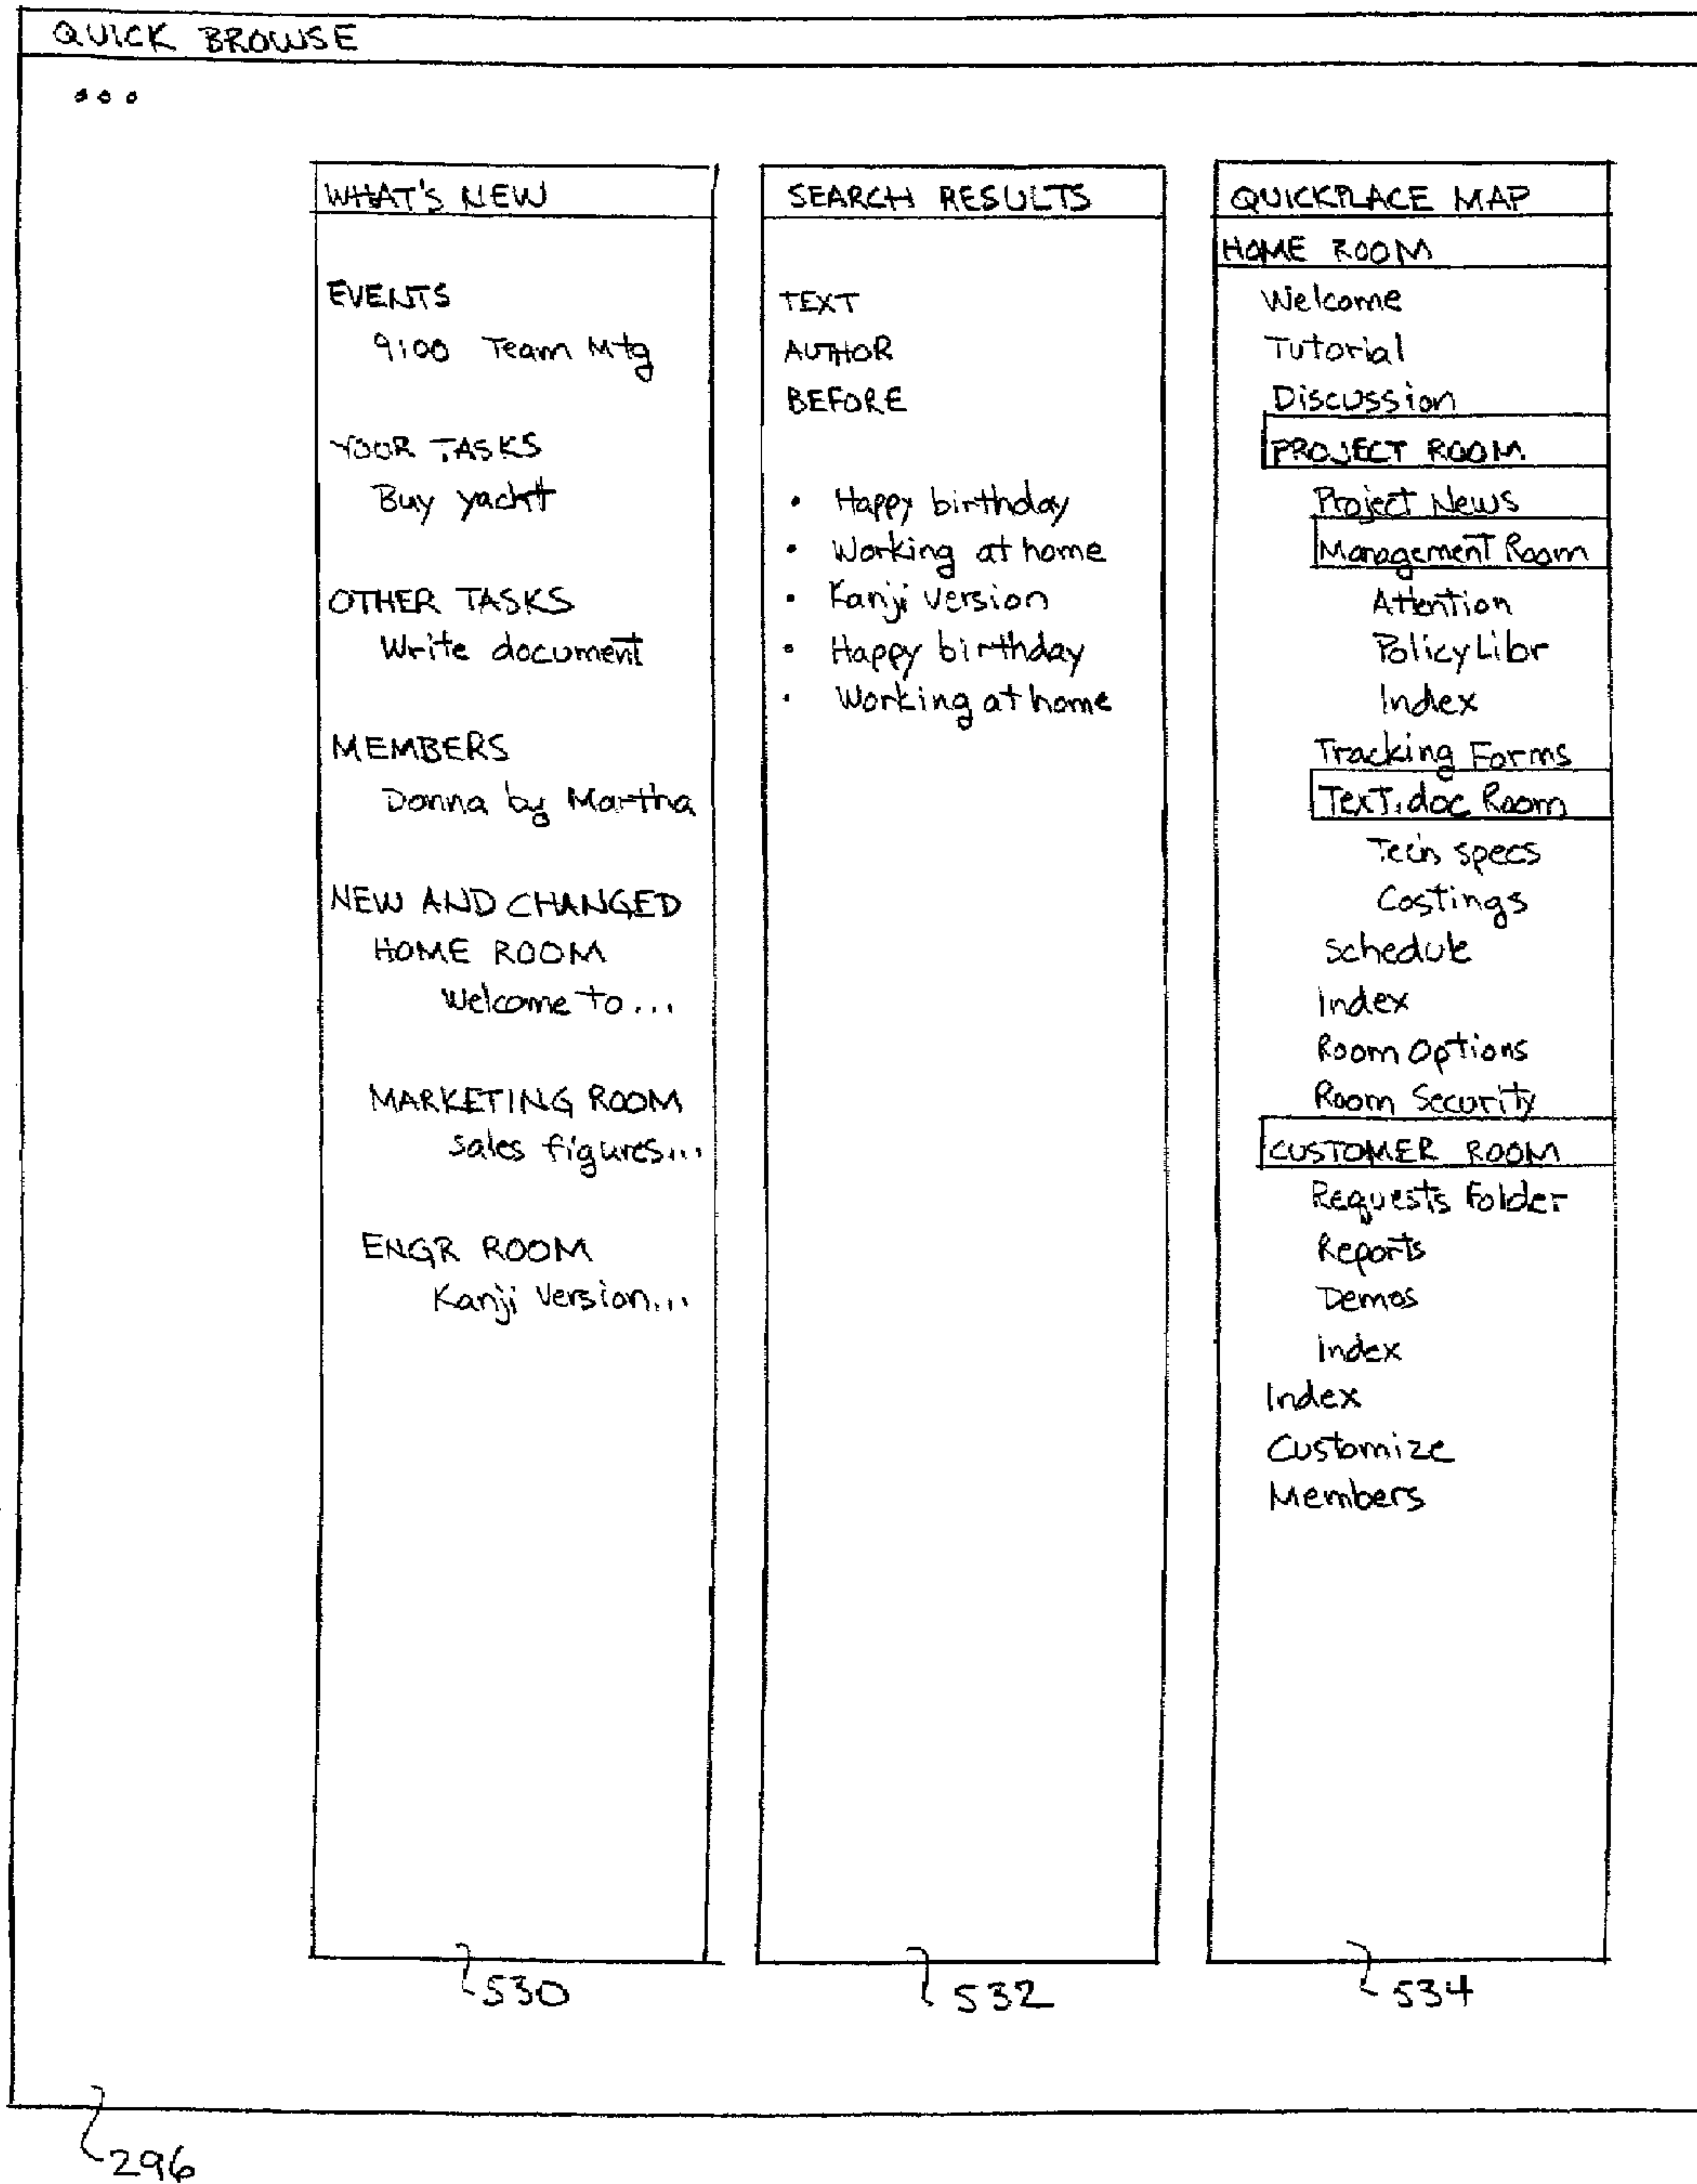 QUICK BROWSE
...
WHAT'S NEW
EVENTS
9:00 Team Mtg
YOUR TASKS
Buy yacht
OTHER TASKS
Write document
MEMBERS
Donna by Martha
NEW AND CHANGED
HOME ROOM
Welcome to...
MARKETING ROOM
Sales figures...
ENGR ROOM
Kanji Version...
530
SEARCH RESULTS
TEXT
AUTHOR
BEFORE
• Happy birthday
• Working at home
• Kanji version
• Happy birthday
• Working at home
532
QUICKPLACE MAP
HOME ROOM
Welcome
Tutorial
Discussion
PROJECT ROOM
Project News
Management Room
Attention
Policy Libr
Index
Tracking Forms
Text.doc Room
Tech specs
Costings
Schedule
Index
Room Options
Room Security
CUSTOMER ROOM
Requests Folder
Reports
Demos
Index
Index
Customize
Members
534
296